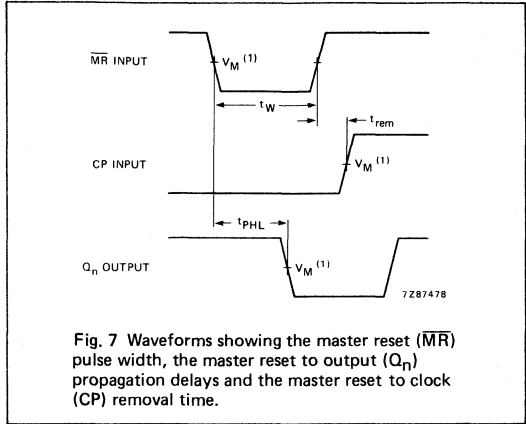 M̅R̅ INPUT
V_M (1)
t_W
t_rem
CP INPUT
V_M (1)
t_PHL
Q_n OUTPUT
V_M (1)
7Z87478
Fig. 7 Waveforms showing the master reset (M̅R̅)
pulse width, the master reset to output (Q_n)
propagation delays and the master reset to clock
(CP) removal time.